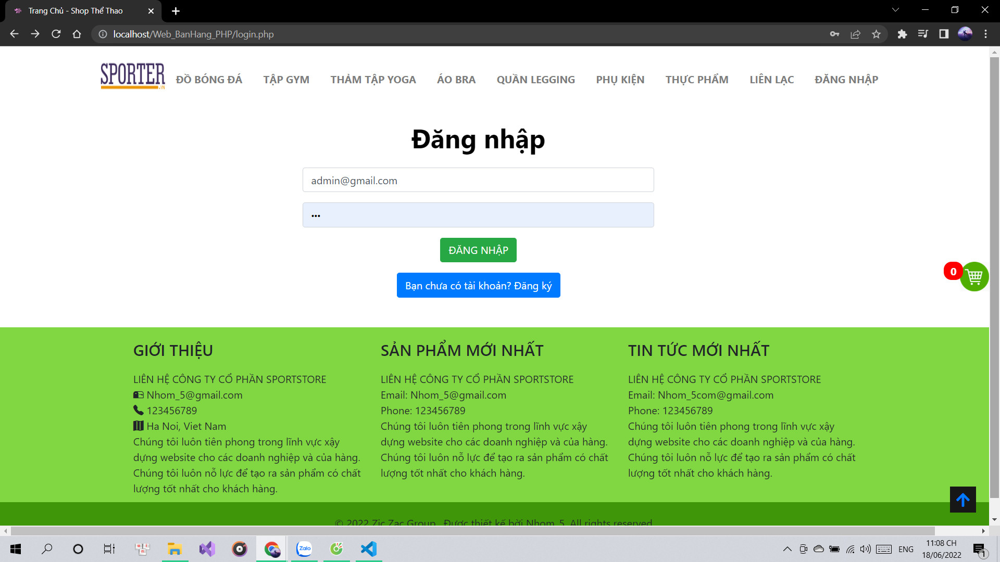 Trang Chủ - Shop Thể Thao
localhost/Web_BanHang_PHP/login.php
SPORTER
.VN
ĐỒ BÓNG ĐÁ TẬP GYM THẢM TẬP YOGA ÁO BRA QUẦN LEGGING PHỤ KIỆN THỰC PHẨM LIÊN LẠC ĐĂNG NHẬP
Đăng nhập
admin@gmail.com
•••
ĐĂNG NHẬP
Bạn chưa có tài khoản? Đăng ký
0
GIỚI THIỆU
LIÊN HỆ CÔNG TY CỔ PHẦN SPORTSTORE
Nhom_5@gmail.com
123456789
Ha Noi, Viet Nam
Chúng tôi luôn tiên phong trong lĩnh vực xậy
dựng website cho các doanh nghiệp và của hàng.
Chúng tôi luôn nỗ lực để tạo ra sản phẩm có chất
lượng tốt nhất cho khách hàng.
SẢN PHẨM MỚI NHẤT
LIÊN HỆ CÔNG TY CỔ PHẦN SPORTSTORE
Email: Nhom_5@gmail.com
Phone: 123456789
Chúng tôi luôn tiên phong trong lĩnh vực xậy
dựng website cho các doanh nghiệp và của hàng.
Chúng tôi luôn nỗ lực để tạo ra sản phẩm có chất
lượng tốt nhất cho khách hàng.
TIN TỨC MỚI NHẤT
LIÊN HỆ CÔNG TY CỔ PHẦN SPORTSTORE
Email: Nhom_5com@gmail.com
Phone: 123456789
Chúng tôi luôn tiên phong trong lĩnh vực xậy
dựng website cho các doanh nghiệp và của hàng.
Chúng tôi luôn nỗ lực để tạo ra sản phẩm có chất
lượng tốt nhất cho khách hàng.
© 2022 Zic Zac Group . Được thiết kế bởi Nhom_5. All rights reserved
Zalo
ENG
11:08 CH
18/06/2022
1